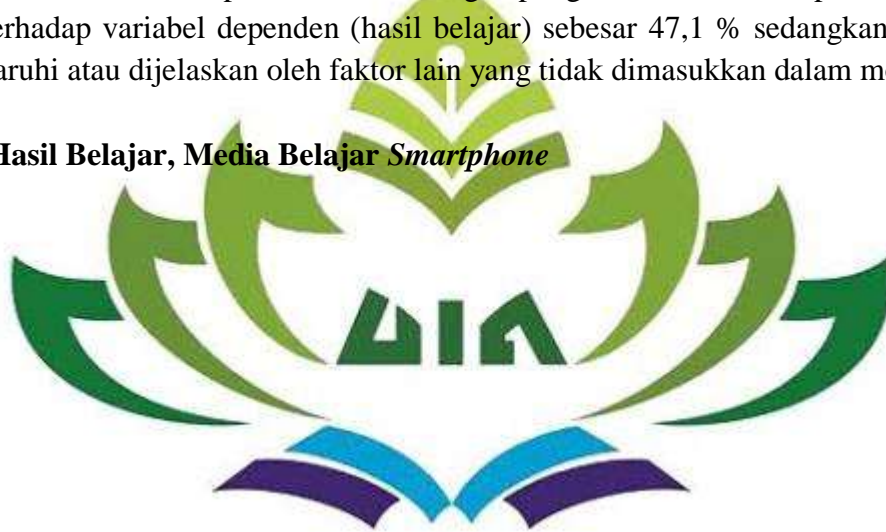 terhadap variabel dependen (hasil belajar) sebesar 47,1 % sedangkan
aruhi atau dijelaskan oleh faktor lain yang tidak dimasukkan dalam
Hasil Belajar, Media Belajar Smartphone
UIN